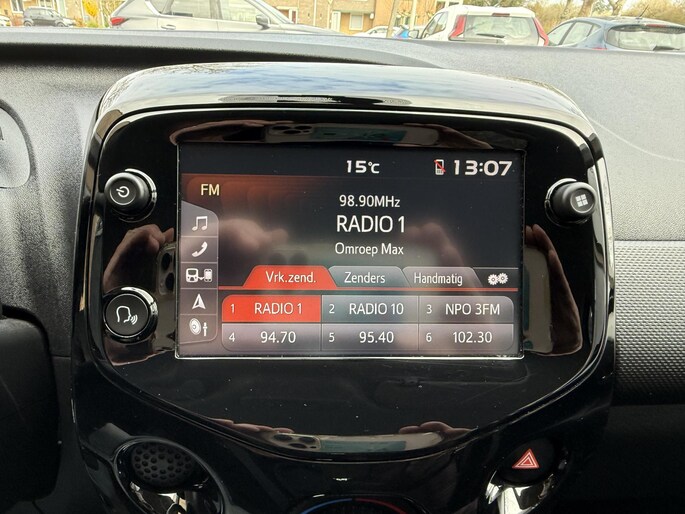 15°C 13:07
FM
98.90MHz
RADIO 1
Omroep Max
Vrk.zend. Zenders Handmatig
1 RADIO 1 2 RADIO 10 3 NPO 3FM
4 94.70 5 95.40 6 102.30